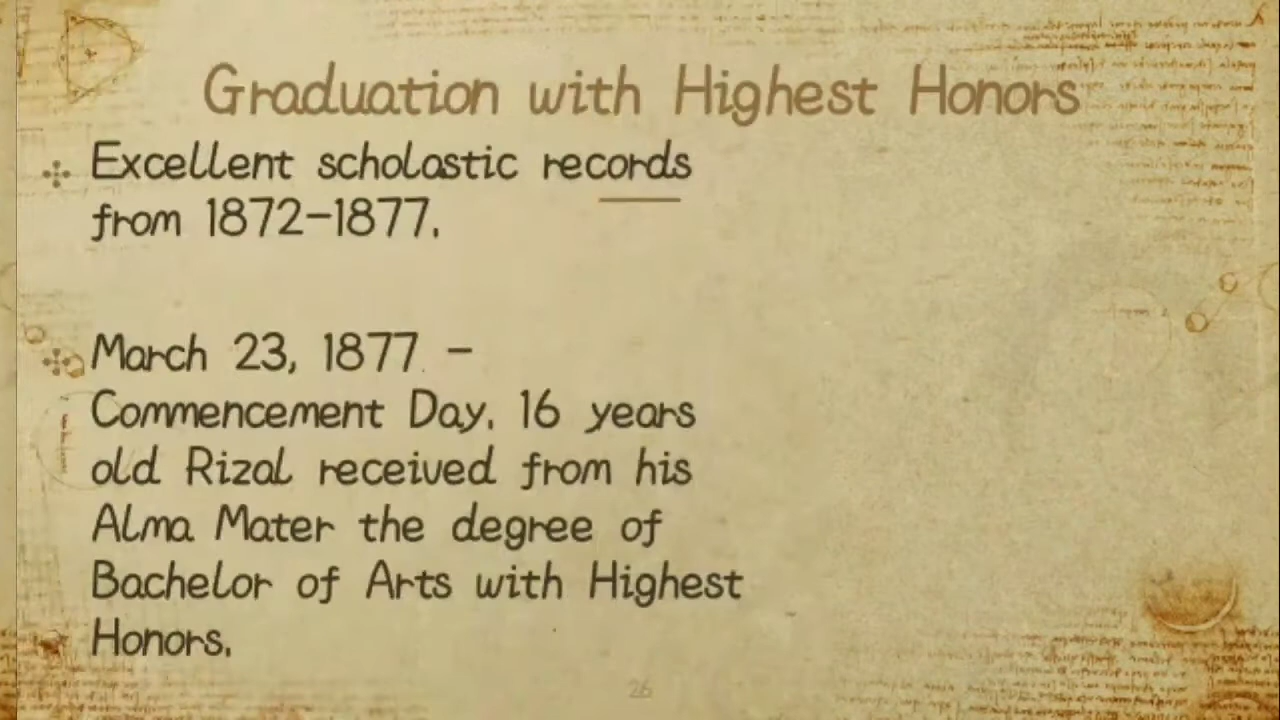 Graduation with Highest Honors
Excellent scholastic records
from 1872-1877.
March 23, 1877 -
Commencement Day. 16 years
old Rizal received from his
Alma Mater the degree of
Bachelor of Arts with Highest
Honors.
26